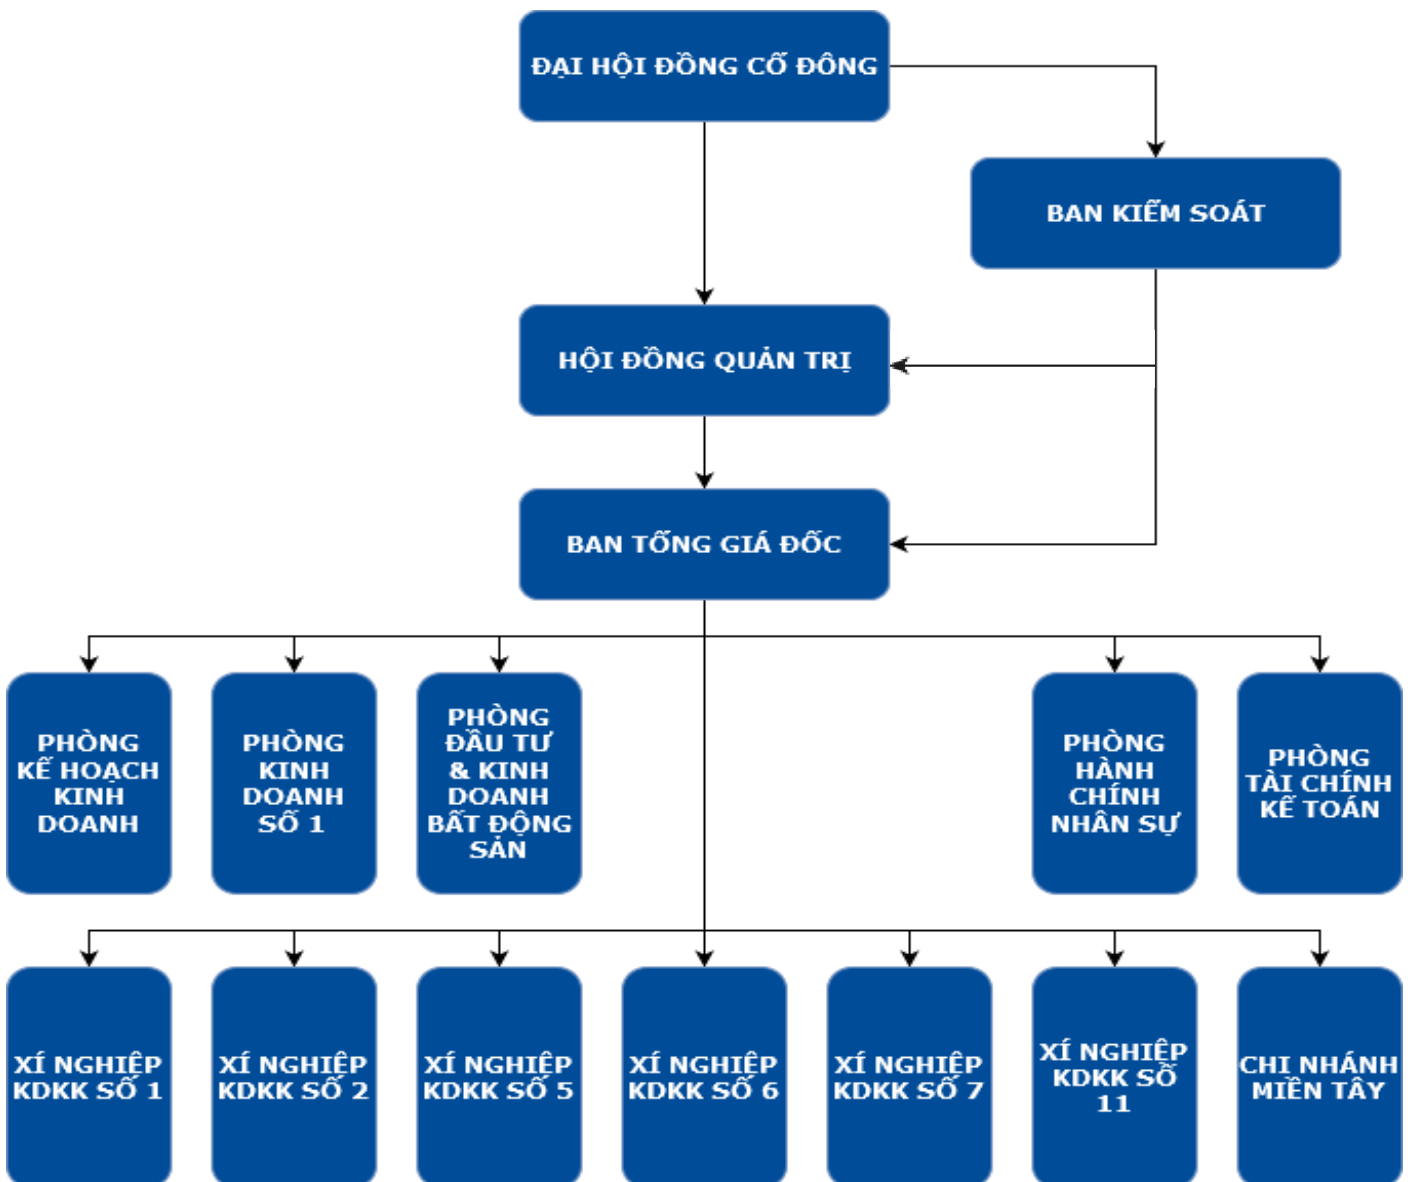 ĐẠI HỘI ĐỒNG CỔ ĐÔNG
BAN KIỂM SOÁT
HỘI ĐỒNG QUẢN TRỊ
BAN TỔNG GIÁ ĐỐC
PHÒNG
KẾ HOẠCH
KINH
DOANH
PHÒNG
KINH
DOANH
SỐ 1
PHÒNG
ĐẦU TƯ
& KINH
DOANH
BẤT ĐỘNG
SẢN
PHÒNG
HÀNH
CHÍNH
NHÂN SỰ
PHÒNG
TÀI CHÍNH
KẾ TOÁN
XÍ NGHIỆP
KDKK SỐ 1
XÍ NGHIỆP
KDKK SỐ 2
XÍ NGHIỆP
KDKK SỐ 5
XÍ NGHIỆP
KDKK SỐ 6
XÍ NGHIỆP
KDKK SỐ 7
XÍ NGHIỆP
KDKK SỐ
11
CHI NHÁNH
MIỀN TÂY